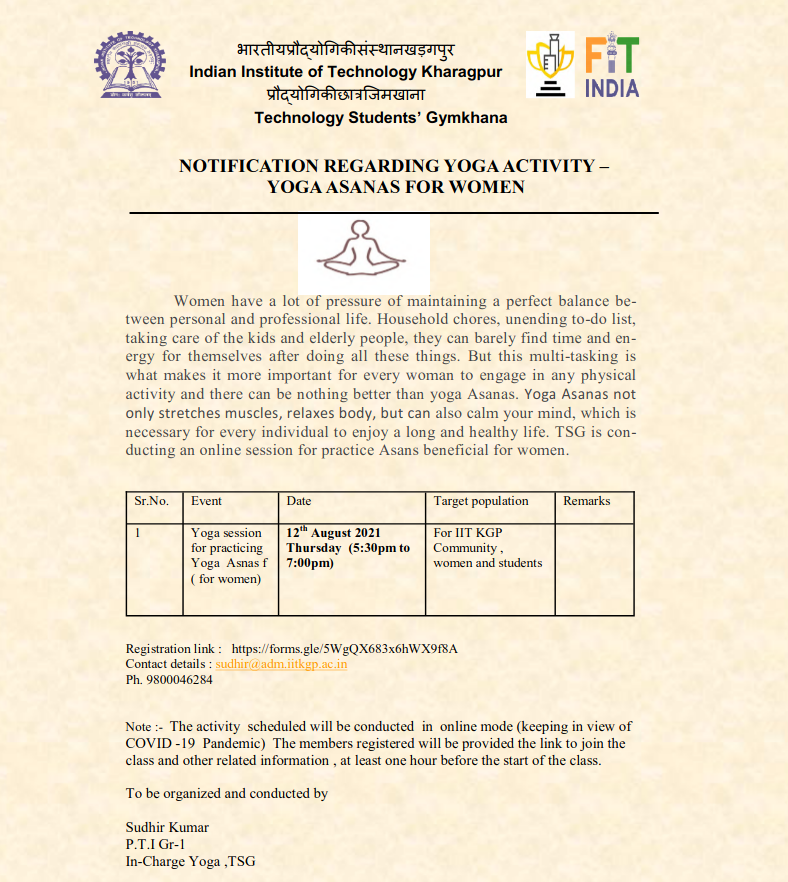 भारतीयप्रौद्योगिकीसंस्थानखड़गपुर
Indian Institute of Technology Kharagpur
प्रौद्योगिकीछात्रजिमखाना
Technology Students’ Gymkhana
FIT
INDIA
NOTIFICATION REGARDING YOGA ACTIVITY –
YOGA ASANAS FOR WOMEN
Women have a lot of pressure of maintaining a perfect balance be-
tween personal and professional life. Household chores, unending to-do list,
taking care of the kids and elderly people, they can barely find time and en-
ergy for themselves after doing all these things. But this multi-tasking is
what makes it more important for every woman to engage in any physical
activity and there can be nothing better than yoga Asanas. Yoga Asanas not
only stretches muscles, relaxes body, but can also calm your mind, which is
necessary for every individual to enjoy a long and healthy life. TSG is con-
ducting an online session for practice Asans beneficial for women.
Sr.No. Event Date Target population Remarks
1 Yoga session 12th August 2021 For IIT KGP
for practicing Thursday (5:30pm to Community ,
Yoga Asnas f 7:00pm) women and students
( for women)
Registration link : https://forms.gle/5WgQX683x6hWX9f8A
Contact details : sudhir@adm.iitkgp.ac.in
Ph. 9800046284
Note :- The activity scheduled will be conducted in online mode (keeping in view of
COVID -19 Pandemic) The members registered will be provided the link to join the
class and other related information , at least one hour before the start of the class.
To be organized and conducted by
Sudhir Kumar
P.T.I Gr-1
In-Charge Yoga ,TSG